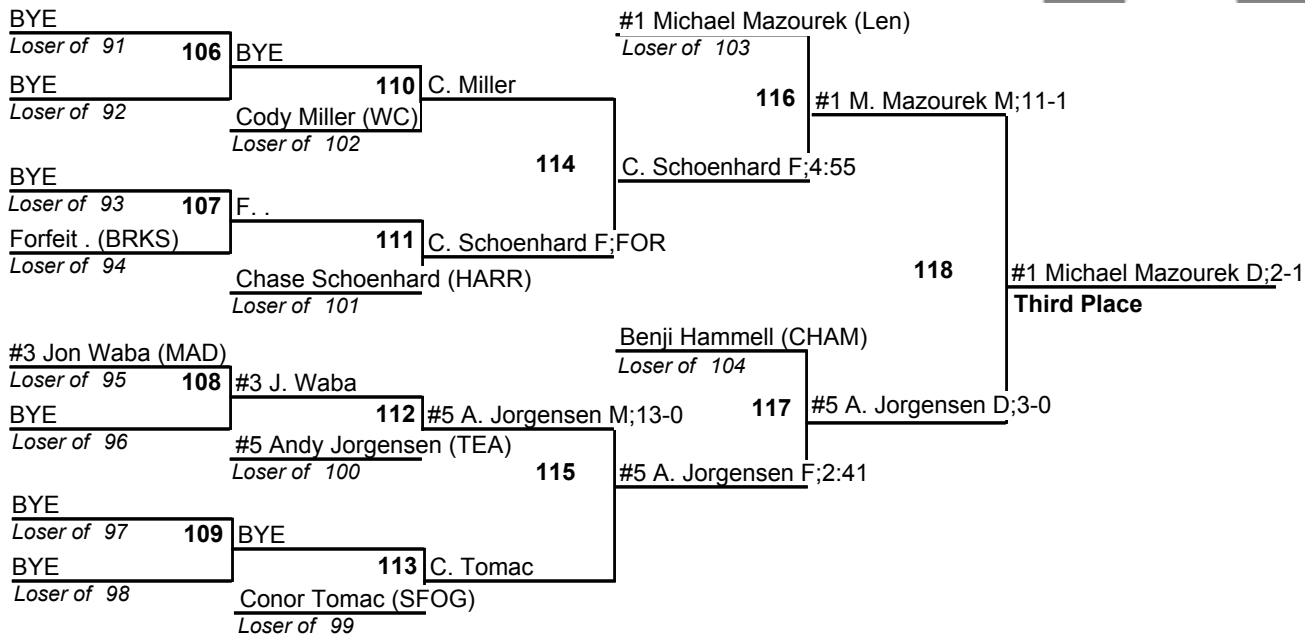 BYE
Loser of 91
106
BYE
BYE
Loser of 92
110
C. Miller
Cody Miller (WC)
Loser of 102
BYE
Loser of 93
107
F. .
Forfeit . (BRKS)
Loser of 94
111
C. Schoenhard F;FOR
Chase Schoenhard (HARR)
Loser of 101
114
#1 Michael Mazourek (Len)
Loser of 103
116
#1 M. Mazourek M;11-1
C. Schoenhard F;4:55
#3 Jon Waba (MAD)
Loser of 95
108
#3 J. Waba
BYE
Loser of 96
112
#5 A. Jorgensen M;13-0
#5 Andy Jorgensen (TEA)
Loser of 100
BYE
Loser of 97
109
BYE
BYE
Loser of 98
113
C. Tomac
Conor Tomac (SFOG)
Loser of 99
115
#5 A. Jorgensen F;2:41
Benji Hammell (CHAM)
Loser of 104
117
#5 A. Jorgensen D;3-0
118
#1 Michael Mazourek D;2-1
Third Place